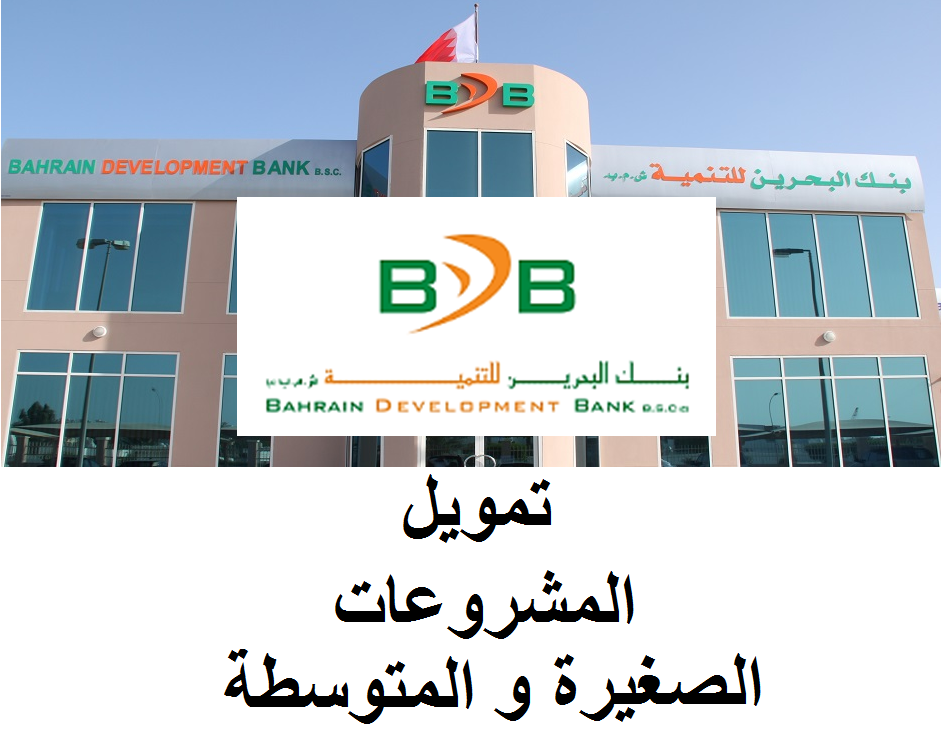 BDB
BAHRAIN DEVELOPMENT BANK B.S.C.
بنك البحرين للتنمية ش.م.ب.
BDB
بنك البحرين للتنمية ش.م.ب
BAHRAIN DEVELOPMENT BANK B.S.C
تمويل
المشروعات
الصغيرة و المتوسطة